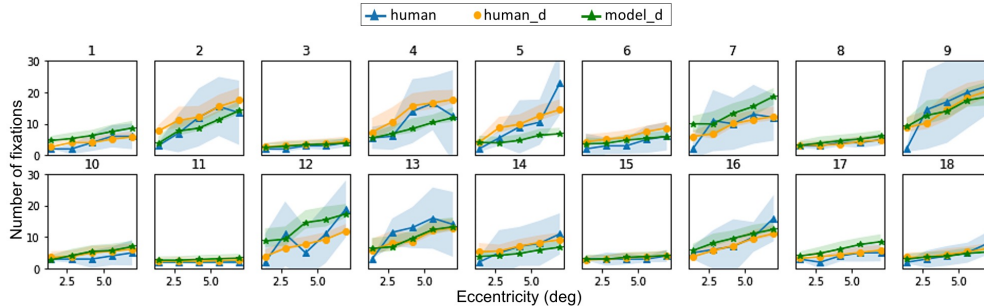 human human_d model_d
1 2 3 4 5 6 7 8 9
30
20
10
0
10 11 12 13 14 15 16 17 18
30
20
10
0
2.5 5.0 2.5 5.0 2.5 5.0 2.5 5.0 2.5 5.0 2.5 5.0 2.5 5.0 2.5 5.0 2.5 5.0
Number of fixations
Eccentricity (deg)